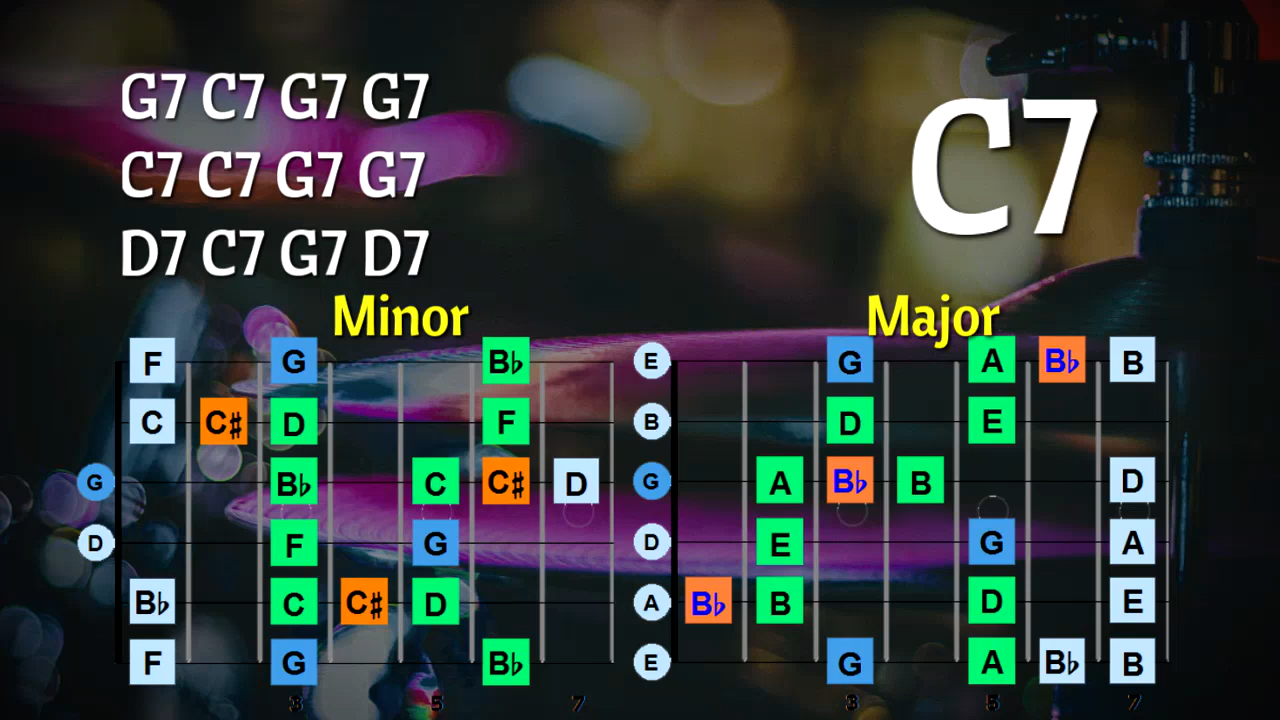 G7 C7 G7 G7
C7
C7 C7 G7 G7
D7 C7 G7 D7
Minor
Major
F G B♭ E G A B♭ B
C C♯ D F B D E
G B♭ C C♯ D G A B♭ B D
D F G D E G A
B♭ C C♯ D A B♭ B D E
F G B♭ E G A B♭ B
3 5 7 3 5 7